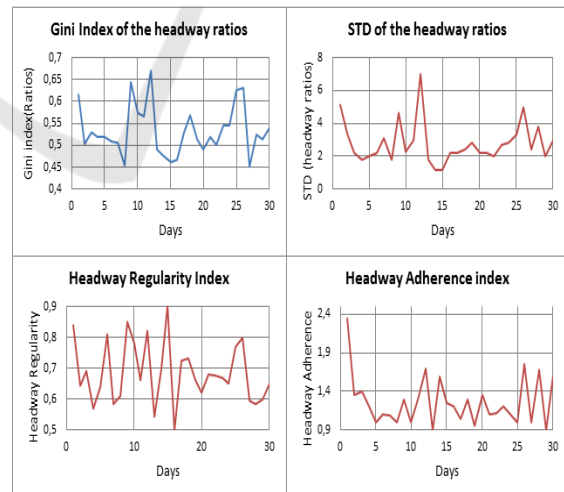 Gini Index of the headway ratios
Gini index(Ratios)
0,7
0,65
0,6
0,55
0,5
0,45
0,4
0 5 10 15 20 25 30
Days
STD of the headway ratios
STD (headway ratios)
8
6
4
2
0
0 5 10 15 20 25 30
Days
Headway Regularity Index
Headway Regularity
0,9
0,8
0,7
0,6
0,5
0 10 20 30
Days
Headway Adherence index
Headway Adherence
2,4
1,9
1,4
0,9
0 5 10 15 20 25 30
Days